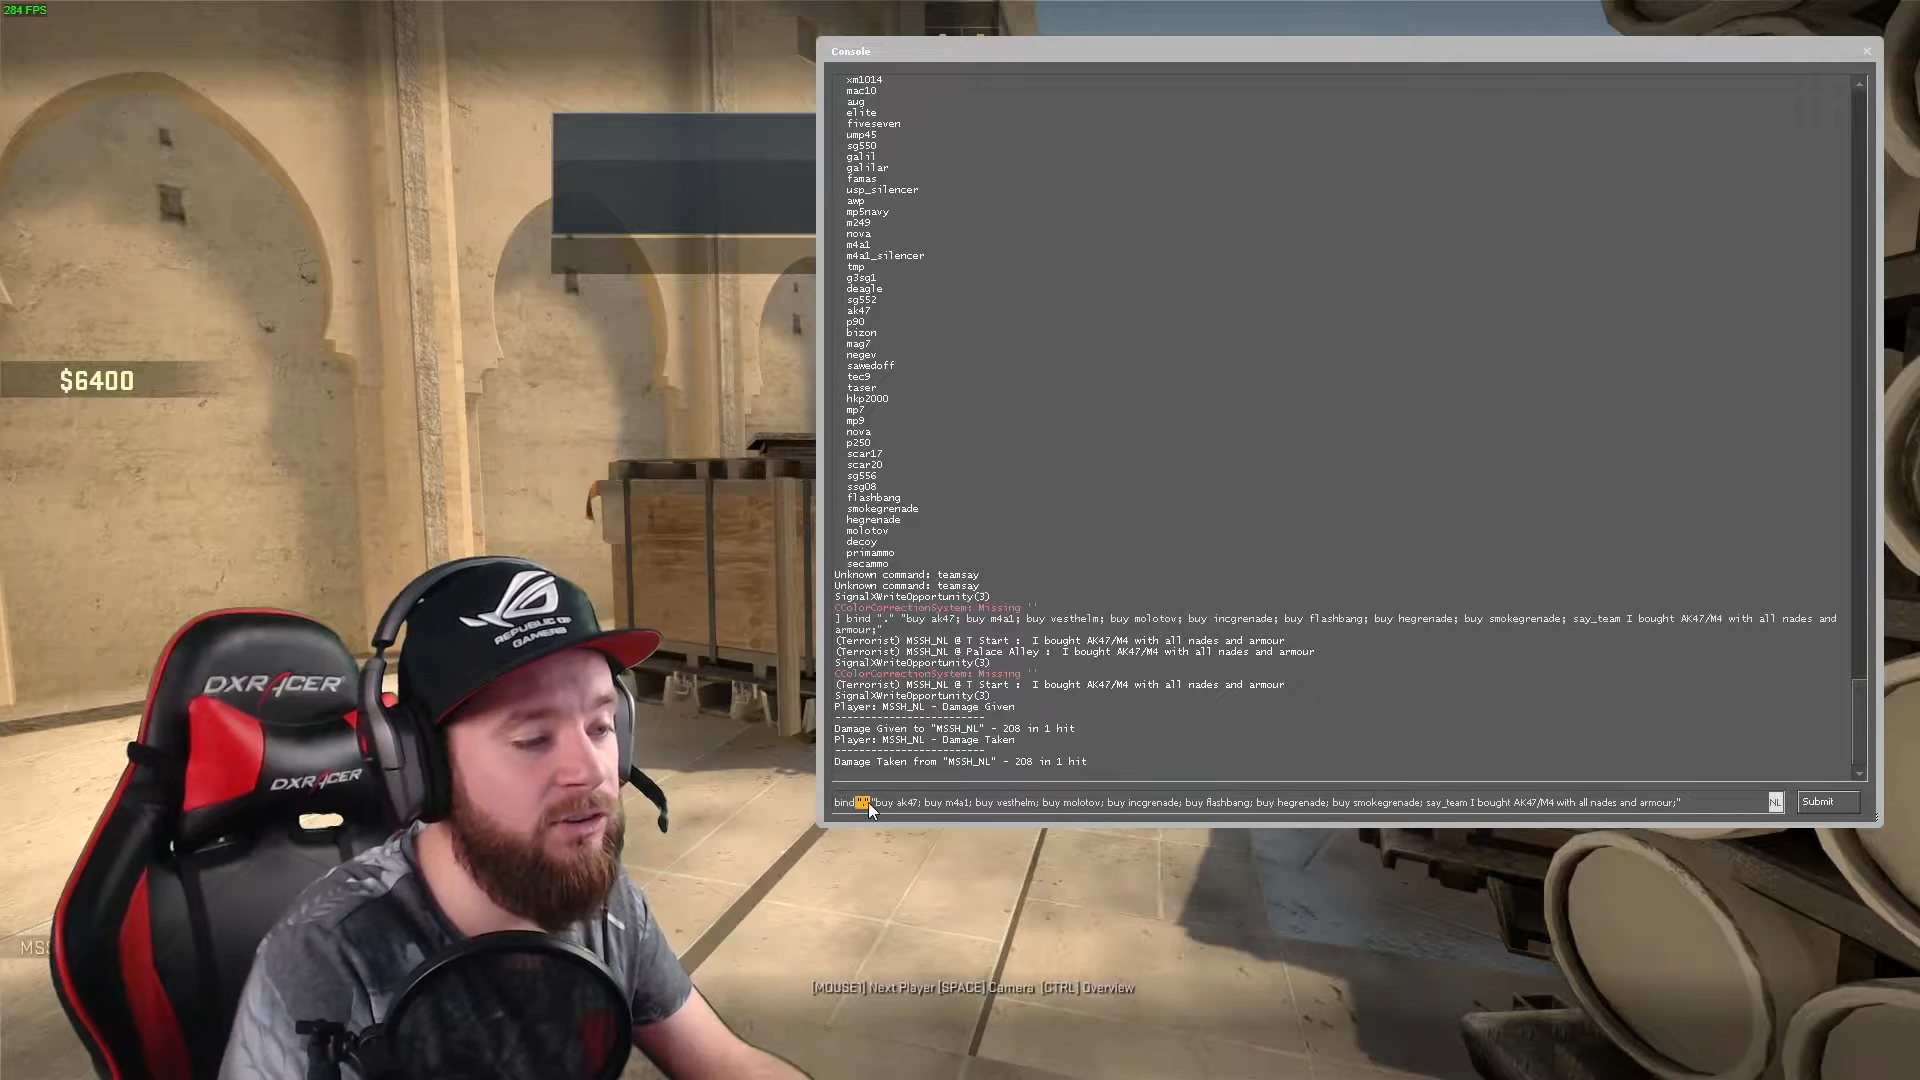 284 FPS
Console
xm1014
mac10
aug
elite
fiveseven
ump45
sg550
galil
galilar
famas
usp_silencer
awp
mp5navy
m249
nova
m4a1
m4a1_silencer
tmp
g3sg1
deagle
sg552
ak47
p90
bizon
mag7
negev
sawedoff
tec9
taser
hkp2000
mp7
mp9
nova
p250
scar17
scar20
sg556
ssg08
flashbang
smokegrenade
hegrenade
molotov
decoy
primammo
secammo
Unknown command: teamsay
Unknown command: teamsay
SignalXWriteOpportunity(3)
CColorCorrectionSystem: Missing ''
] bind "." "buy ak47; buy m4a1; buy vesthelm; buy molotov; buy incgrenade; buy flashbang; buy hegrenade; buy smokegrenade; say_team I bought AK47/M4 with all nades and
armour;"
(Terrorist) MSSH_NL @ T Start :  I bought AK47/M4 with all nades and armour
(Terrorist) MSSH_NL @ Palace Alley :  I bought AK47/M4 with all nades and armour
SignalXWriteOpportunity(3)
CColorCorrectionSystem: Missing ''
(Terrorist) MSSH_NL @ T Start :  I bought AK47/M4 with all nades and armour
SignalXWriteOpportunity(3)
Player: MSSH_NL - Damage Given
-------------------------
Damage Given to "MSSH_NL" - 208 in 1 hit
Player: MSSH_NL - Damage Taken
-------------------------
Damage Taken from "MSSH_NL" - 208 in 1 hit
bind "." "buy ak47; buy m4a1; buy vesthelm; buy molotov; buy incgrenade; buy flashbang; buy hegrenade; buy smokegrenade; say_team I bought AK47/M4 with all nades and armour;"
NL
Submit
$6400
REPUBLIC OF
GAMERS
DXRACER
DXRACER
MSS
[MOUSE1] Next Player [SPACE] Camera [CTRL] Overview